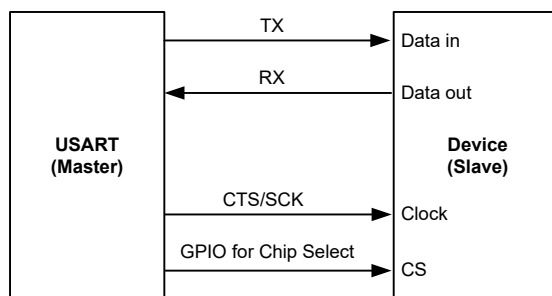 TX
Data in
RX
Data out
USART
(Master)
Device
(Slave)
CTS/SCK
Clock
GPIO for Chip Select
CS